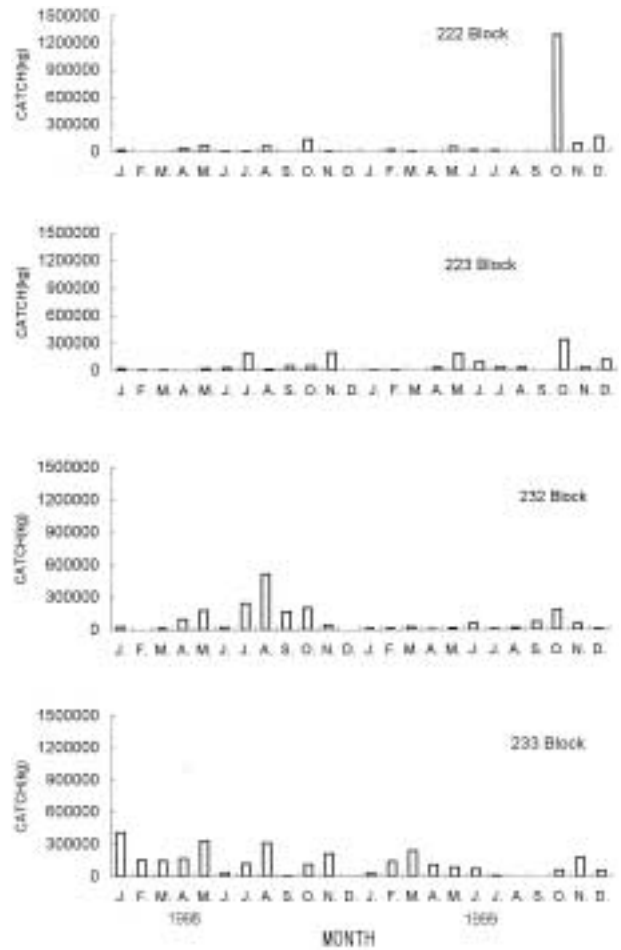 1500000
1200000
900000
600000
300000
0
CATCH(kg)
222 Block
J. F. M. A. M. J. J. A. S. O. N. D. J. F. M. A. M. J. J. A. S. O. N. D.
1500000
1200000
900000
600000
300000
0
CATCH(kg)
223 Block
J. F. M. A. M. J. J. A. S. O. N. D. J. F. M. A. M. J. J. A. S. O. N. D.
1500000
1200000
900000
600000
300000
0
CATCH(kg)
232 Block
J. F. M. A. M. J. J. A. S. O. N. D. J. F. M. A. M. J. J. A. S. O. N. D.
1500000
1200000
900000
600000
300000
0
CATCH(kg)
233 Block
J. F. M. A. M. J. J. A. S. O. N. D. J. F. M. A. M. J. J. A. S. O. N. D.
MONTH